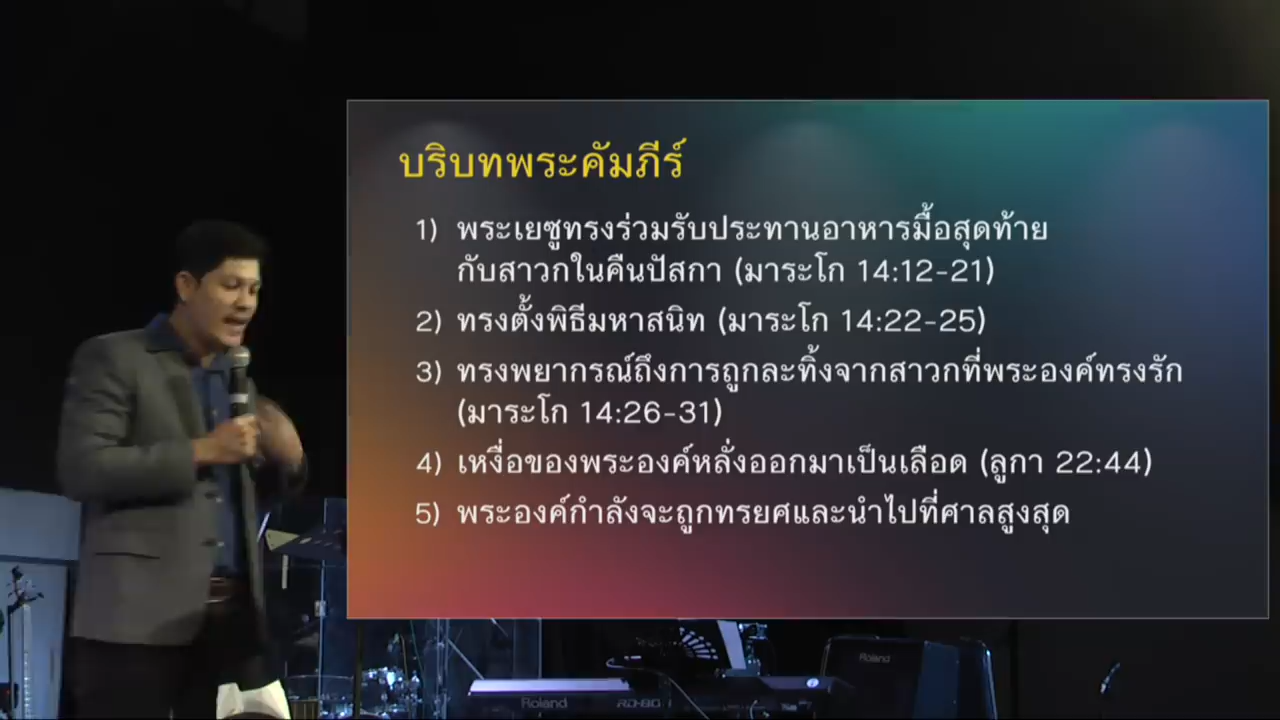 บริบทพระคัมภีร์
1) พระเยซูทรงร่วมรับประทานอาหารมื้อสุดท้าย
กับสาวกในคืนปัสกา (มาระโก 14:12-21)
2) ทรงตั้งพิธีมหาสนิท (มาระโก 14:22-25)
3) ทรงพยากรณ์ถึงการถูกละทิ้งจากสาวกที่พระองค์ทรงรัก
(มาระโก 14:26-31)
4) เหงื่อของพระองค์หลั่งออกมาเป็นเลือด (ลูกา 22:44)
5) พระองค์กำลังจะถูกทรยศและนำไปที่ศาลสูงสุด
Roland
Roland